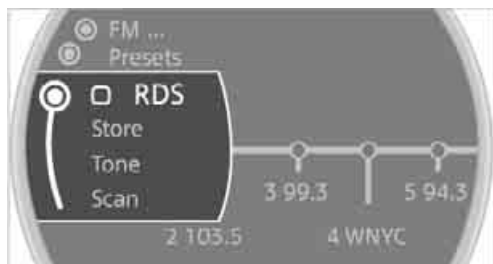 FM ...
Presets
RDS
Store
Tone
Scan
3 99.3
5 94.3
2 103.5
4 WNYC